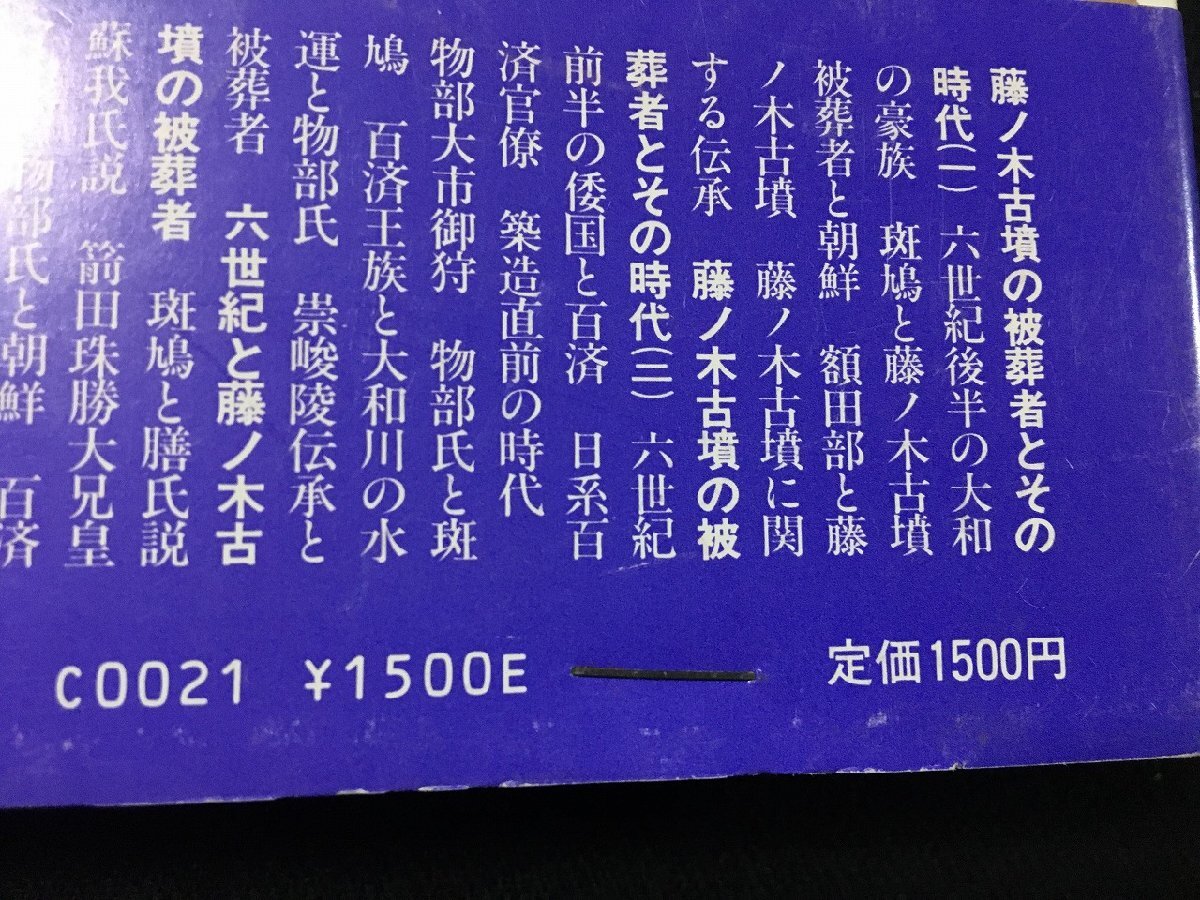 藤ノ木古墳の被葬者とその
時代(一)　六世紀後半の大和
の豪族　斑鳩と藤ノ木古墳
被葬者と朝鮮　額田部と藤
ノ木古墳　藤ノ木古墳に関
する伝承　藤ノ木古墳の被
葬者とその時代(二)　六世紀
前半の倭国と百済　日系百
済官僚　築造直前の時代
物部大市御狩　物部氏と斑
鳩　百済王族と大和川の水
運と物部氏　崇峻陵伝承と
被葬者　六世紀と藤ノ木古
墳の被葬者　斑鳩と膳氏説
蘇我氏説　箭田珠勝大兄皇
物部氏と朝鮮　百済
C0021 ¥1500E
定価1500円